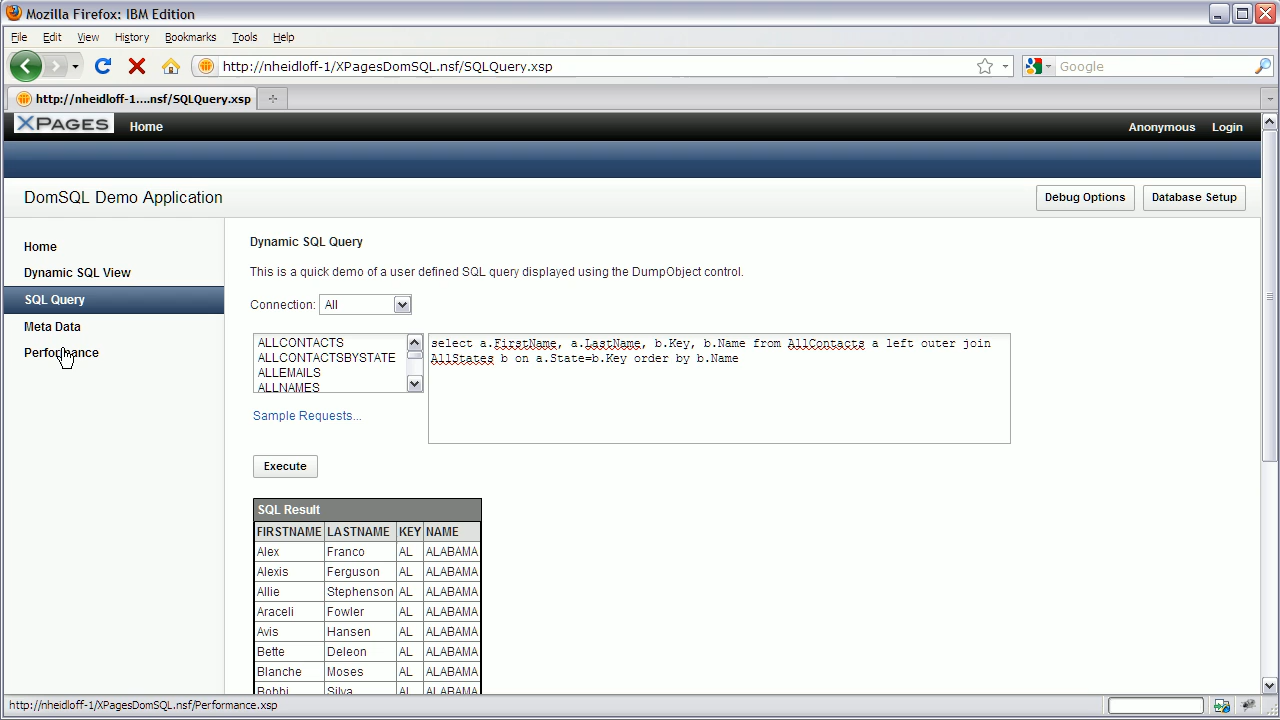 Mozilla Firefox: IBM Edition
File Edit View History Bookmarks Tools Help
http://nheidloff-1/XPagesDomSQL.nsf/SQLQuery.xsp
Google
http://nheidloff-1....nsf/SQLQuery.xsp
XPAGES Home Anonymous Login
DomSQL Demo Application Debug Options Database Setup
Home
Dynamic SQL View
SQL Query
Meta Data
Performance
Dynamic SQL Query
This is a quick demo of a user defined SQL query displayed using the DumpObject control.
Connection: All
ALLCONTACTS
ALLCONTACTSBYSTATE
ALLEMAILS
ALLNAMES
select a.FirstName, a.LastName, b.Key, b.Name from AllContacts a left outer join
AllStates b on a.State=b.Key order by b.Name
Sample Requests...
Execute
SQL Result
FIRSTNAME LASTNAME KEY NAME
Alex Franco AL ALABAMA
Alexis Ferguson AL ALABAMA
Allie Stephenson AL ALABAMA
Araceli Fowler AL ALABAMA
Avis Hansen AL ALABAMA
Bette Deleon AL ALABAMA
Blanche Moses AL ALABAMA
Bobbi Silva AL ALABAMA
http://nheidloff-1/XPagesDomSQL.nsf/Performance.xsp